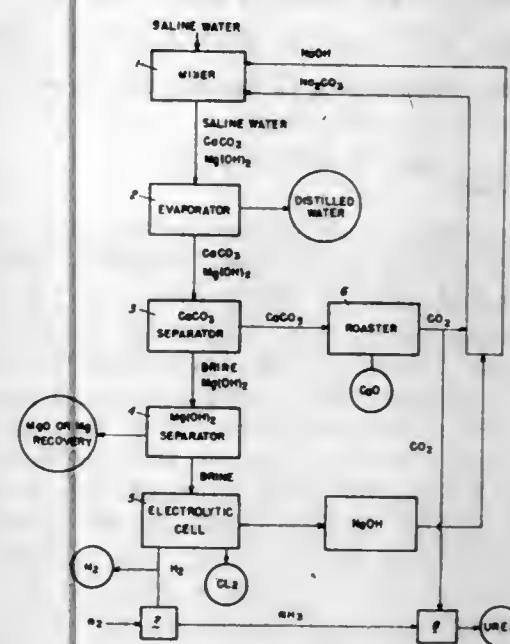 SALINE WATER
NaOH
Na2CO3
1
MIXER
SALINE WATER
CaCO3
Mg(OH)2
2
EVAPORATOR
DISTILLED
WATER
CaCO3
Mg(OH)2
3
CaCO3
SEPARATOR
CaCO3
6
ROASTER
CO2
CaO
BRINE
Mg(OH)2
4
Mg(OH)2
SEPARATOR
MgO OR Mg
RECOVERY
CO2
BRINE
5
ELECTROLYTIC
CELL
NaOH
H2
H2
CL2
N2
7
NH3
UREA